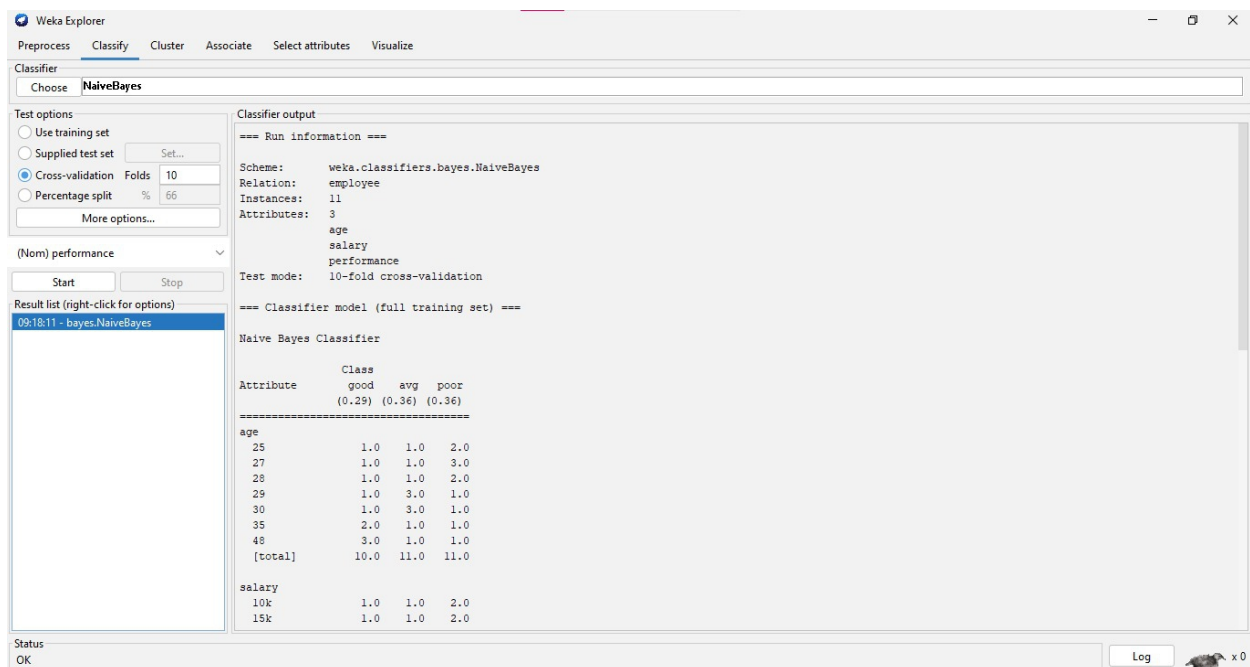 Weka Explorer
Preprocess Classify Cluster Associate Select attributes Visualize
Classifier
Choose NaiveBayes
Test options
Use training set
Supplied test set Set...
Cross-validation Folds 10
Percentage split % 66
More options...
(Nom) performance
Start Stop
Result list (right-click for options)
09:18:11 - bayes.NaiveBayes
Classifier output
=== Run information ===
Scheme: weka.classifiers.bayes.NaiveBayes
Relation: employee
Instances: 11
Attributes: 3
age
salary
performance
Test mode: 10-fold cross-validation
=== Classifier model (full training set) ===
Naive Bayes Classifier
Class
Attribute good avg poor
(0.29) (0.36) (0.36)
====================================
age
25 1.0 1.0 2.0
27 1.0 1.0 3.0
28 1.0 1.0 2.0
29 1.0 3.0 1.0
30 1.0 3.0 1.0
35 2.0 1.0 1.0
48 3.0 1.0 1.0
[total] 10.0 11.0 11.0
salary
10k 1.0 1.0 2.0
15k 1.0 1.0 2.0
Status
OK
Log x 0